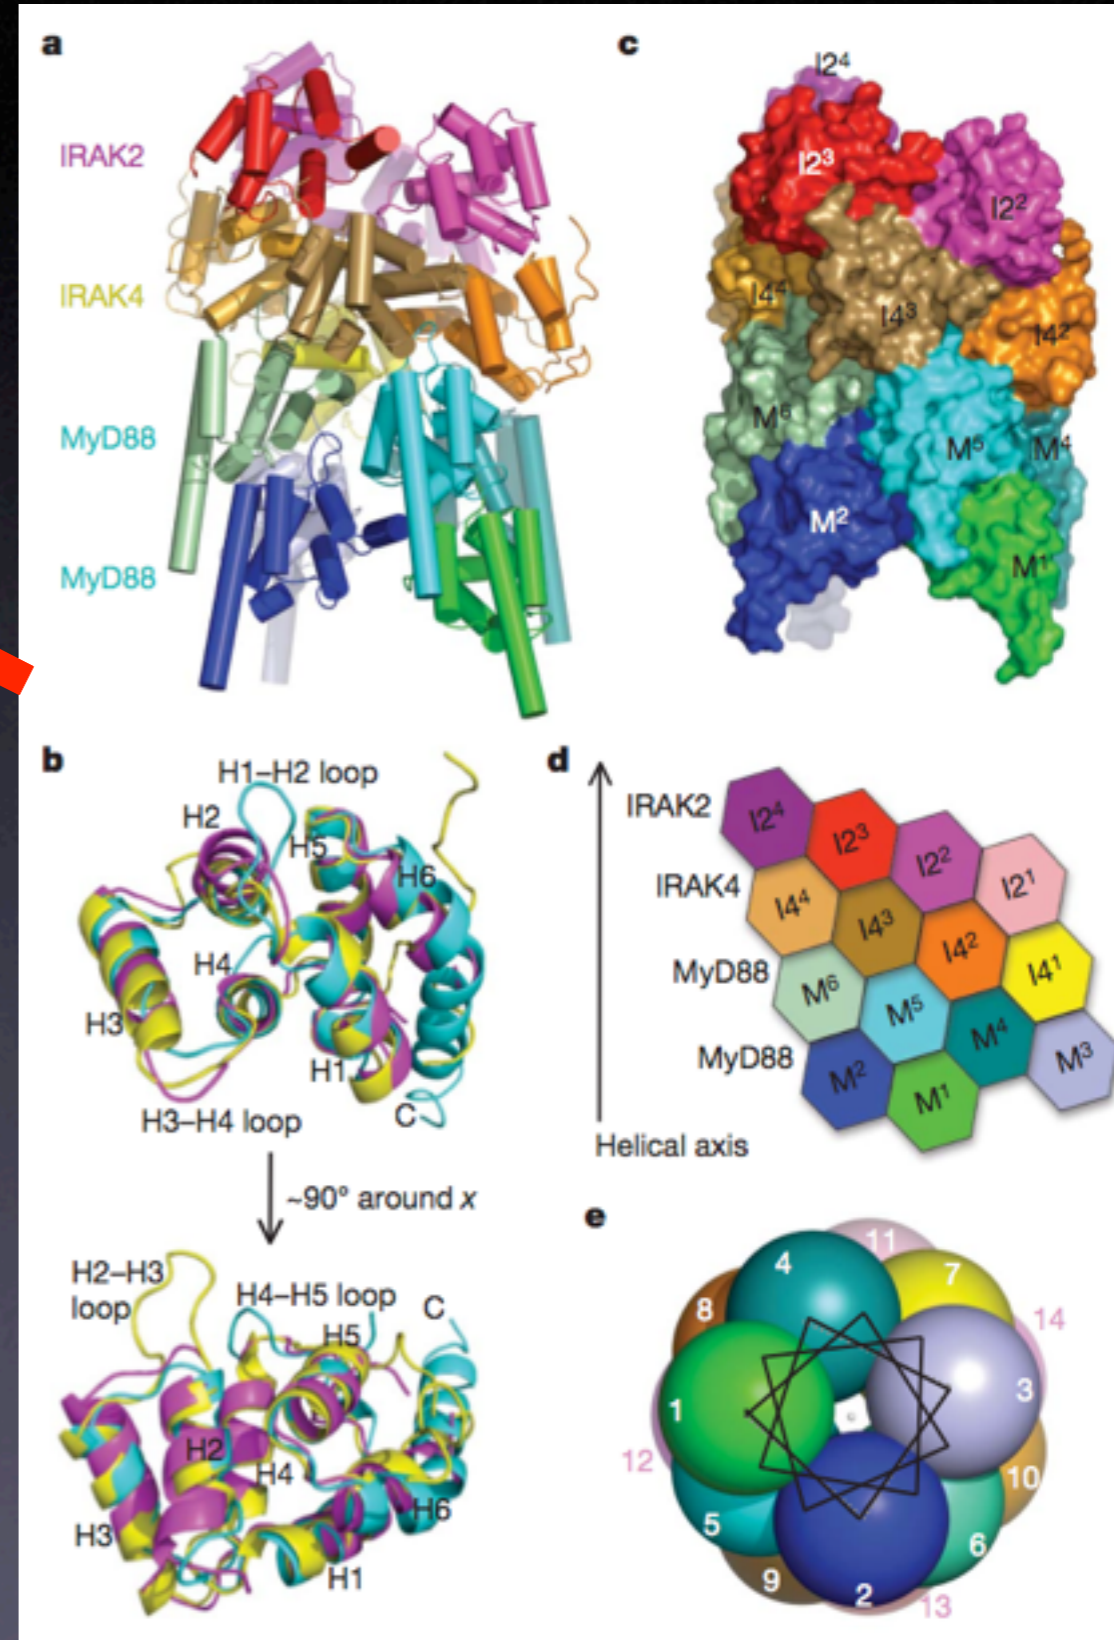 a
IRAK2
IRAK4
MyD88
MyD88
c
I2⁴
I2³
I2²
I4⁴
I4³
I4²
M⁶
M⁵
M⁴
M²
M¹
b
H1–H2 loop
H2
H5
H6
H4
H3
H1
C
H3–H4 loop
~90° around x
H2–H3
loop
H4–H5 loop
C
H5
H2
H4
H6
H3
H1
d
IRAK2
IRAK4
MyD88
MyD88
Helical axis
I2⁴
I2³
I2²
I2¹
I4⁴
I4³
I4²
I4¹
M⁶
M⁵
M⁴
M³
M²
M¹
e
11
4
7
8
14
1
3
12
10
5
6
9
2
13